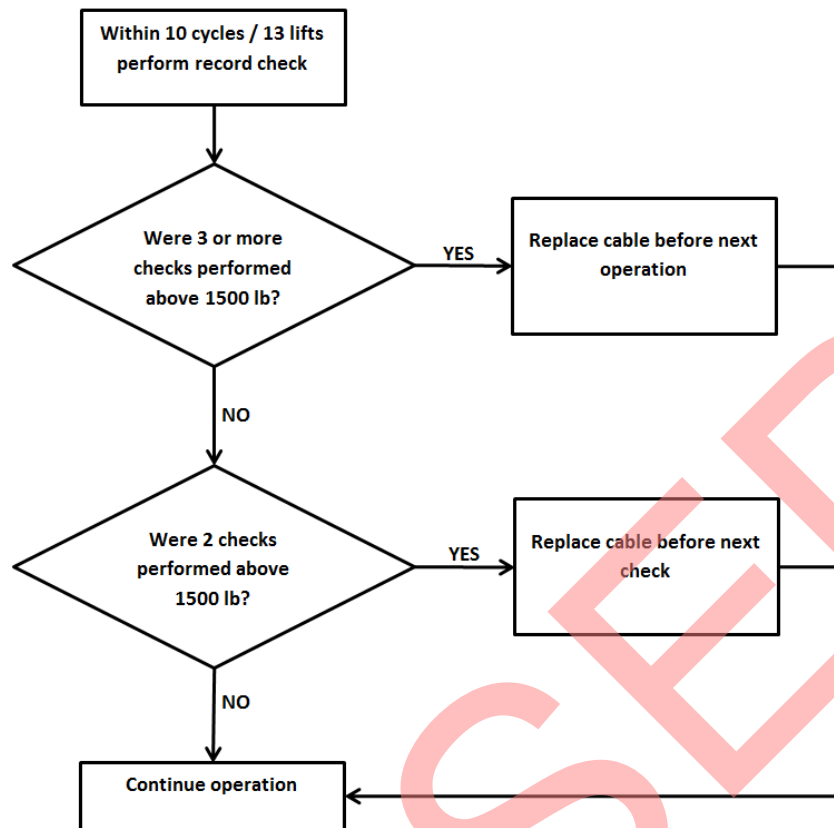 Within 10 cycles / 13 lifts
perform record check
Were 3 or more
checks performed
above 1500 lb?
YES
Replace cable before next
operation
NO
Were 2 checks
performed above
1500 lb?
YES
Replace cable before next
check
NO
Continue operation
SED